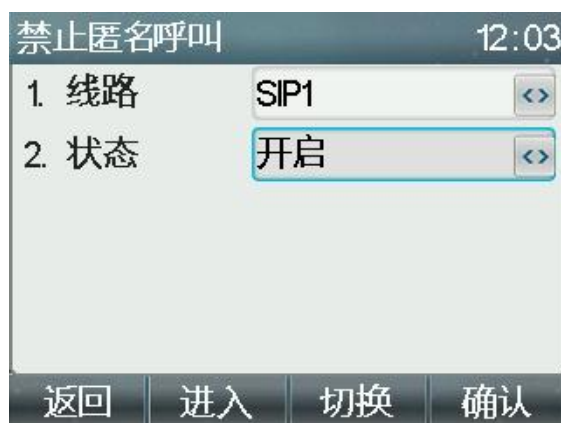 禁止匿名呼叫 12:03
1. 线路 SIP1
2. 状态 开启
返回 进入 切换 确认